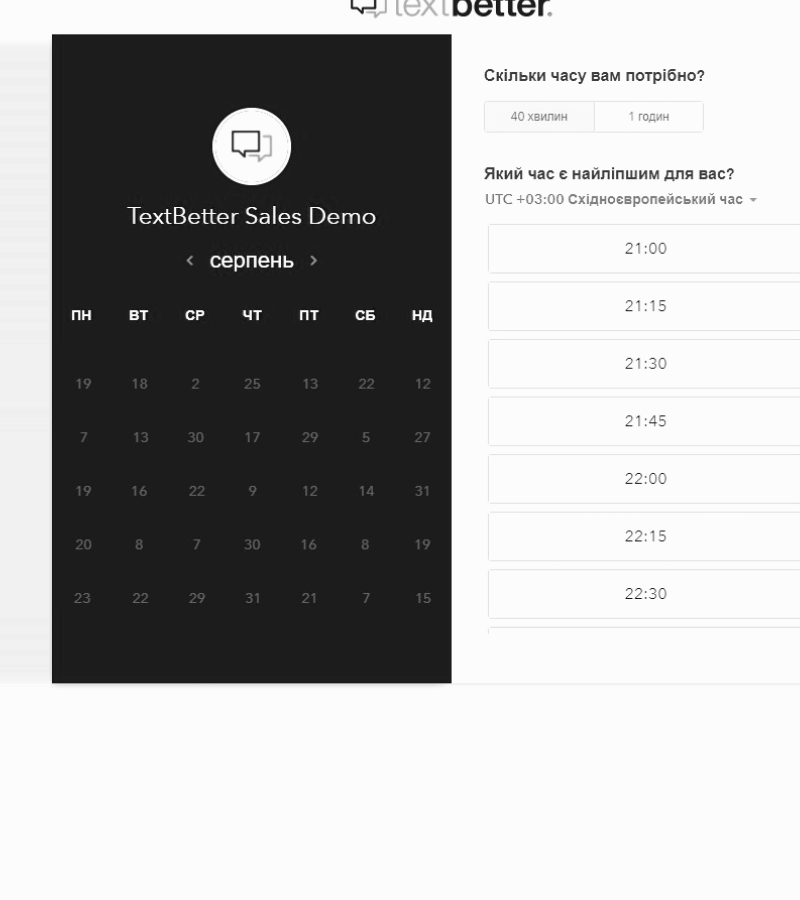 textbetter.
TextBetter Sales Demo
серпень
ПН ВТ СР ЧТ ПТ СБ НД
19 18 2 25 13 22 12
7 13 30 17 29 5 27
19 16 22 9 12 14 31
20 8 7 30 16 8 19
23 22 29 31 21 7 15
Скільки часу вам потрібно?
40 хвилин 1 годин
Який час є найліпшим для вас?
UTC +03:00 Східноєвропейський час
21:00
21:15
21:30
21:45
22:00
22:15
22:30